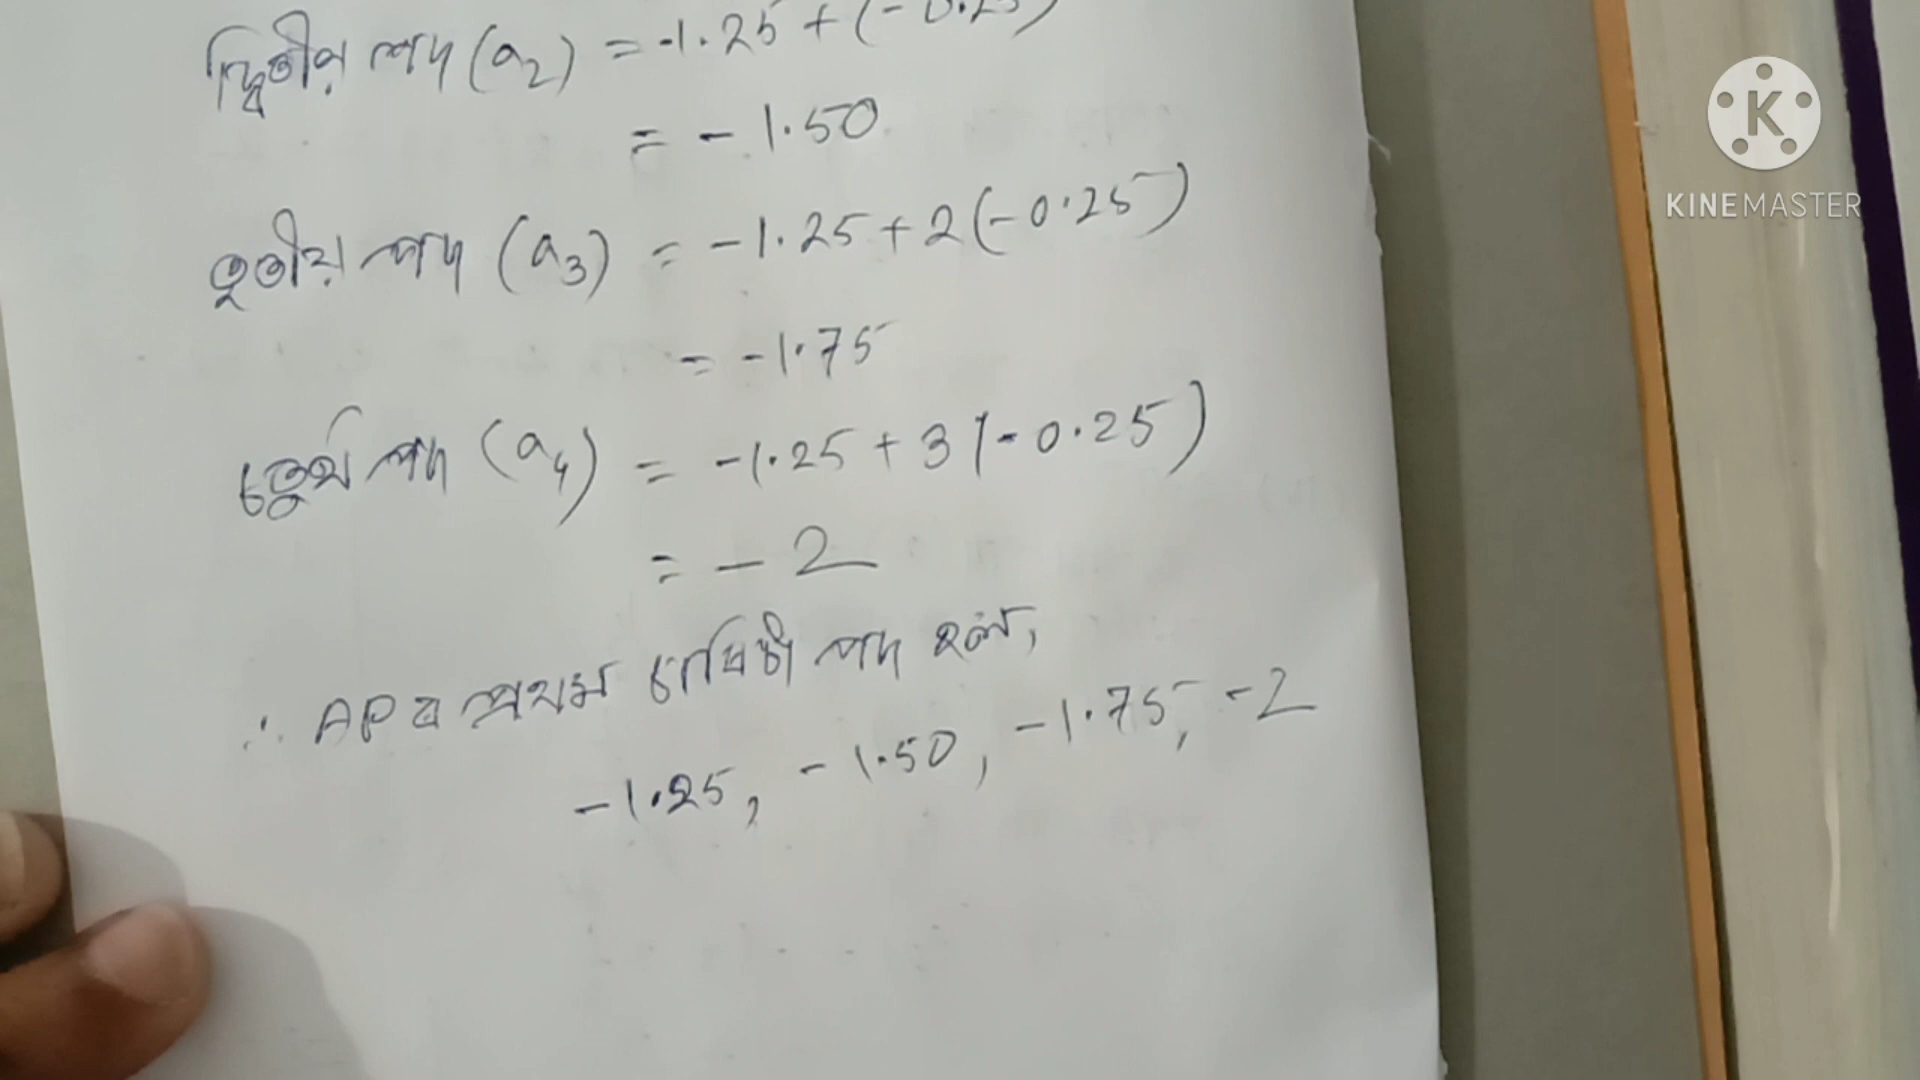 দ্বিতীয় পদ (a₂) = -1.25 + (-0.25)
= - 1.50
তৃতীয় পদ (a₃) = -1.25 + 2(-0.25)
= -1.75
চতুৰ্থ পদ (a₄) = -1.25 + 3(-0.25)
= - 2
∴ AP ৰ প্ৰথম চাৰিটা পদ হ'ল,
-1.25, -1.50, -1.75, -2
K
KINEMASTER